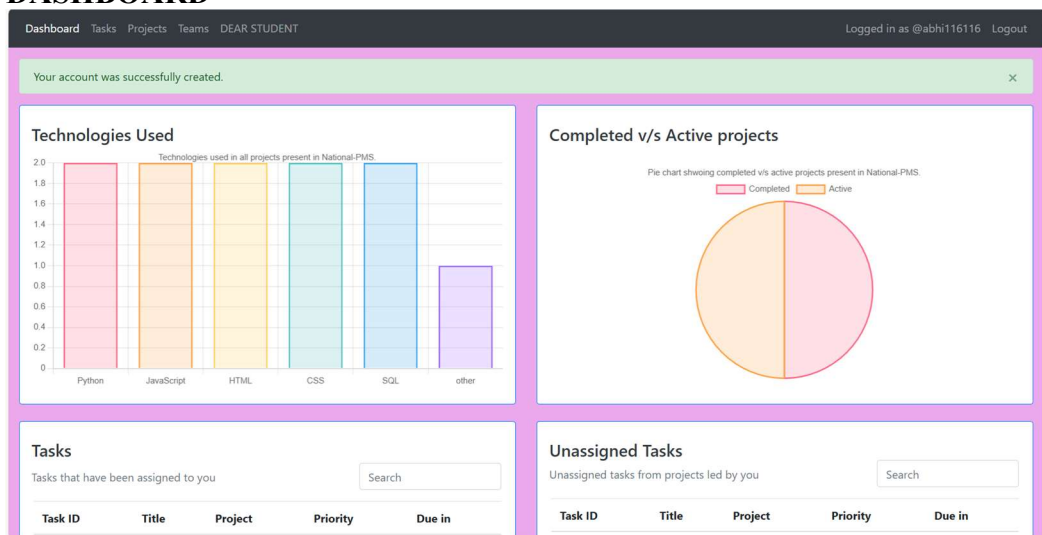 DASHBOARD
Dashboard Tasks Projects Teams DEAR STUDENT Logged in as @abhi116116 Logout
Your account was successfully created. ×
Technologies Used
Technologies used in all projects present in National-PMS.
2.0
1.8
1.6
1.4
1.2
1.0
0.8
0.6
0.4
0.2
0
Python JavaScript HTML CSS SQL other
Completed v/s Active projects
Pie chart shwoing completed v/s active projects present in National-PMS.
Completed Active
Tasks
Tasks that have been assigned to you Search
Task ID Title Project Priority Due in
Unassigned Tasks
Unassigned tasks from projects led by you Search
Task ID Title Project Priority Due in